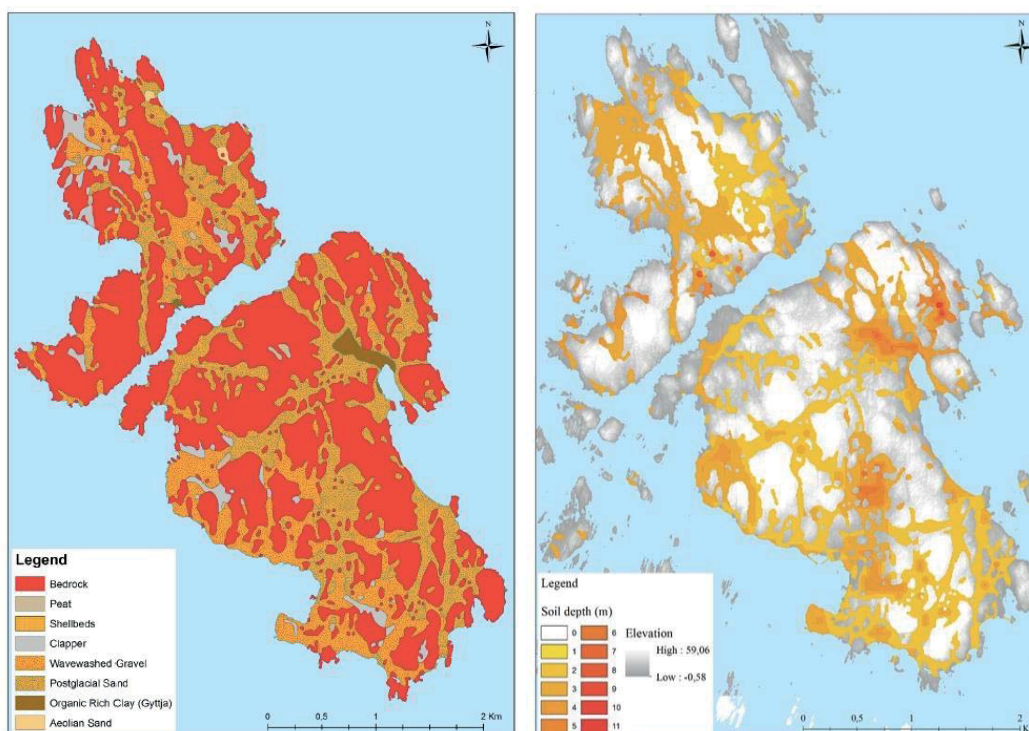 N
Legend
Bedrock
Peat
Shellbeds
Clapper
Wavewashed Gravel
Postglacial Sand
Organic Rich Clay (Gyttja)
Aeolian Sand
0 0,5 1 2 Km
N
Legend
Soil depth (m)
0
1
2
3
4
5
6
7
8
9
10
11
Elevation
High : 59,06
Low : -0,58
0 0,5 1 2
K